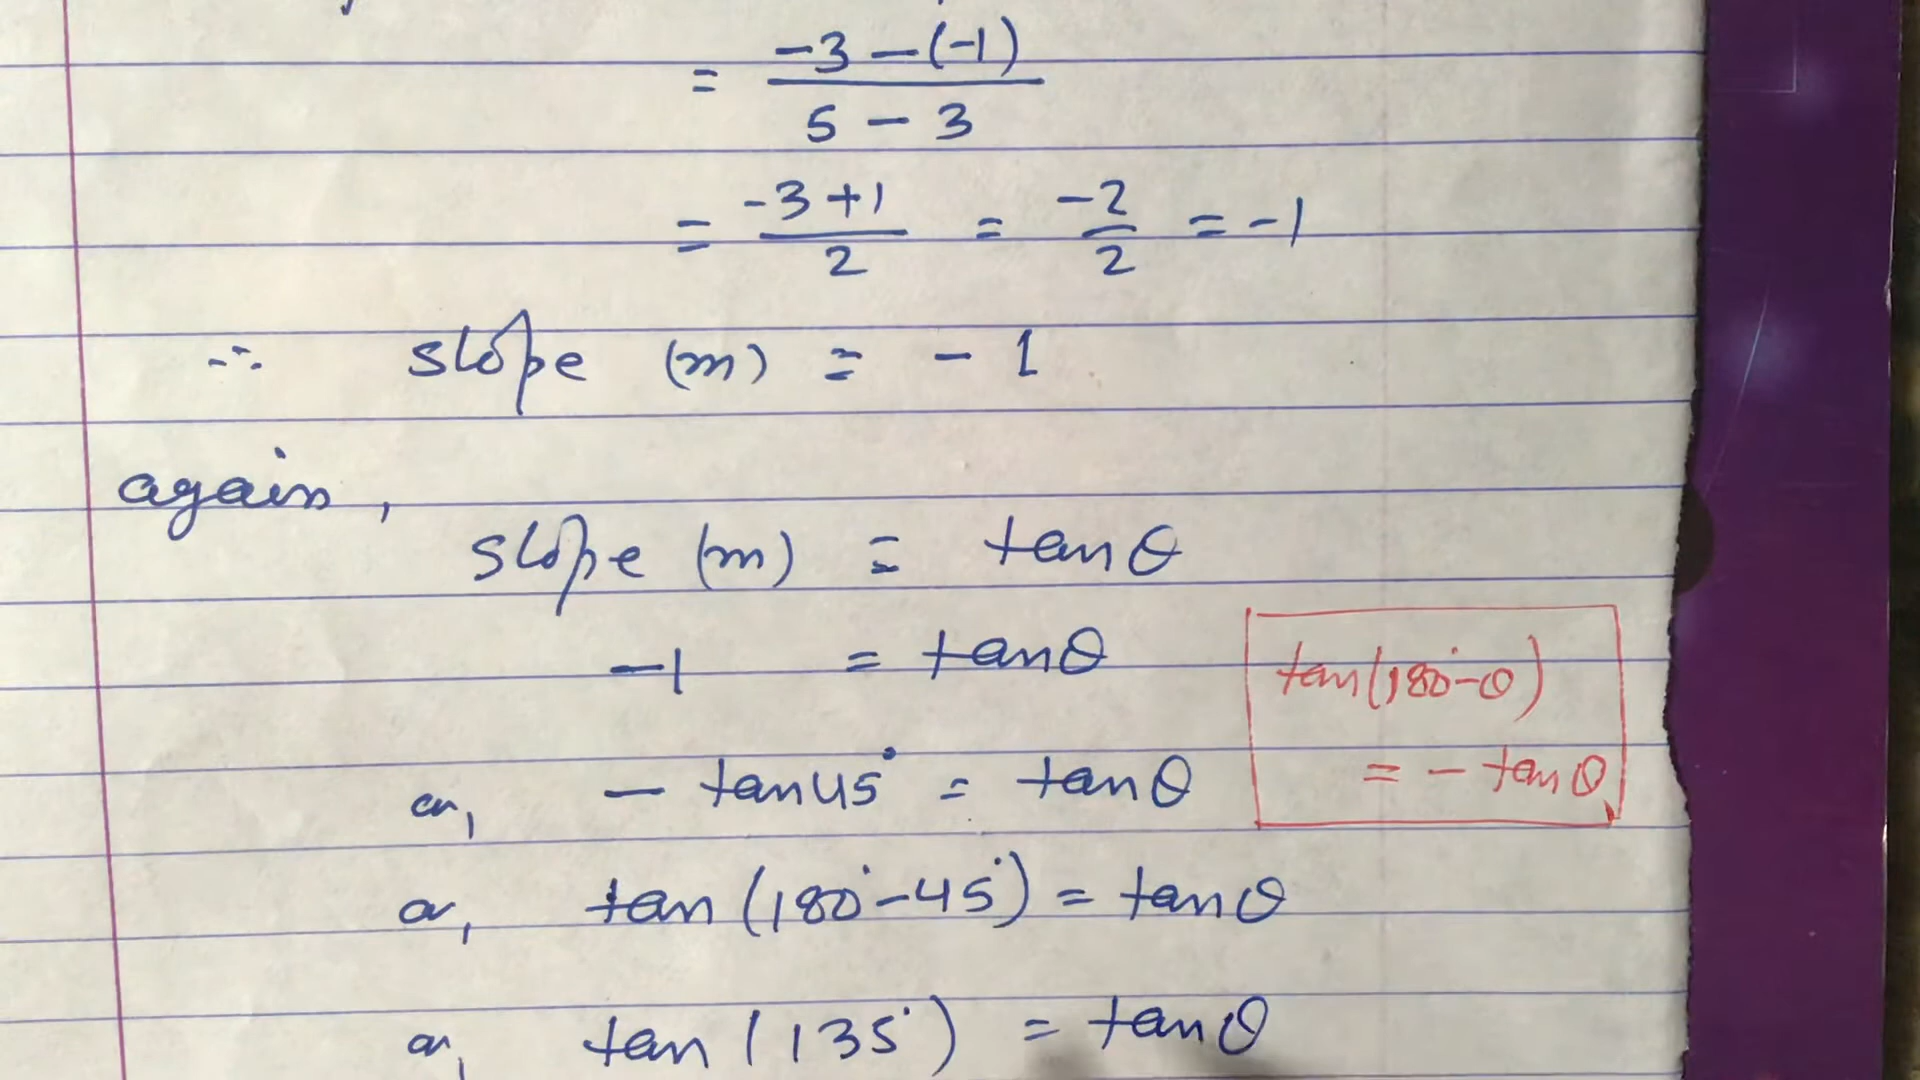 = -3 - (-1) / 5 - 3
= -3 + 1 / 2 = -2 / 2 = -1
∴ slope (m) = - 1
again,
slope (m) = tanθ
-1 = tanθ
or, - tan45° = tanθ
or, tan (180° - 45°) = tanθ
or, tan (135°) = tanθ
tan(180° - θ)
= - tanθ